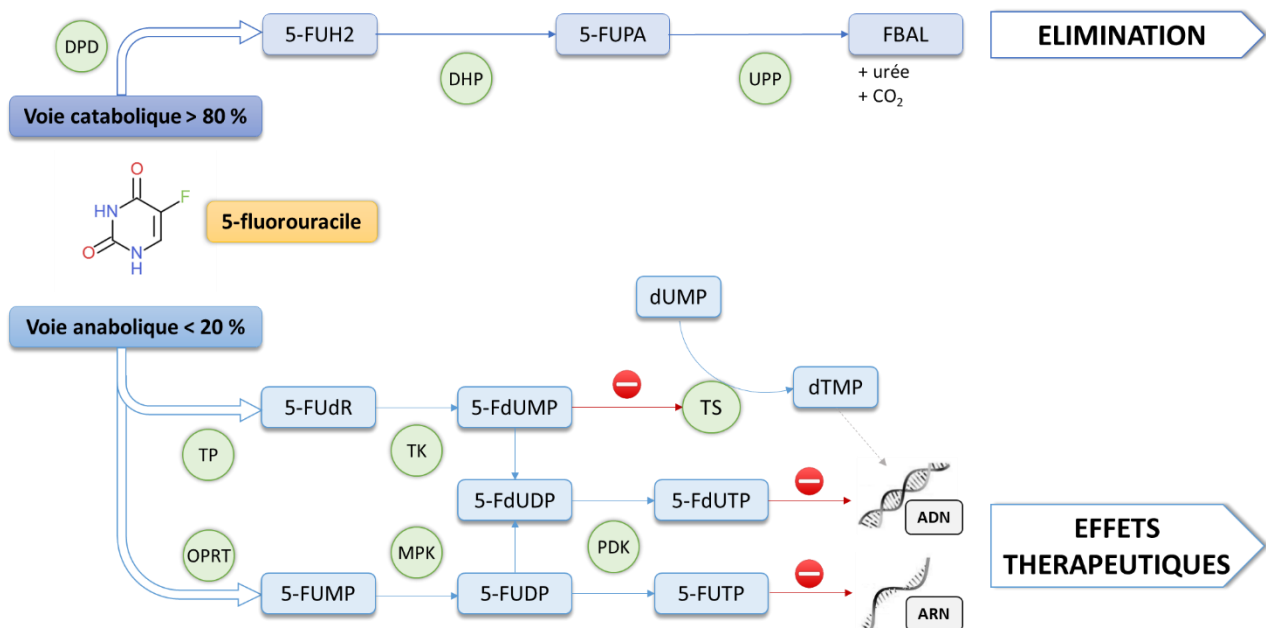 DPD
5-FUH2
5-FUPA
FBAL
ELIMINATION
DHP
UPP
+ urée
+ CO₂
Voie catabolique > 80 %
O
F
HN
O
N
H
5-fluorouracile
dUMP
Voie anabolique < 20 %
5-FUdR
5-FdUMP
TS
dTMP
TP
TK
5-FdUDP
5-FdUTP
ADN
OPRT
MPK
PDK
EFFETS
THERAPEUTIQUES
5-FUMP
5-FUDP
5-FUTP
ARN